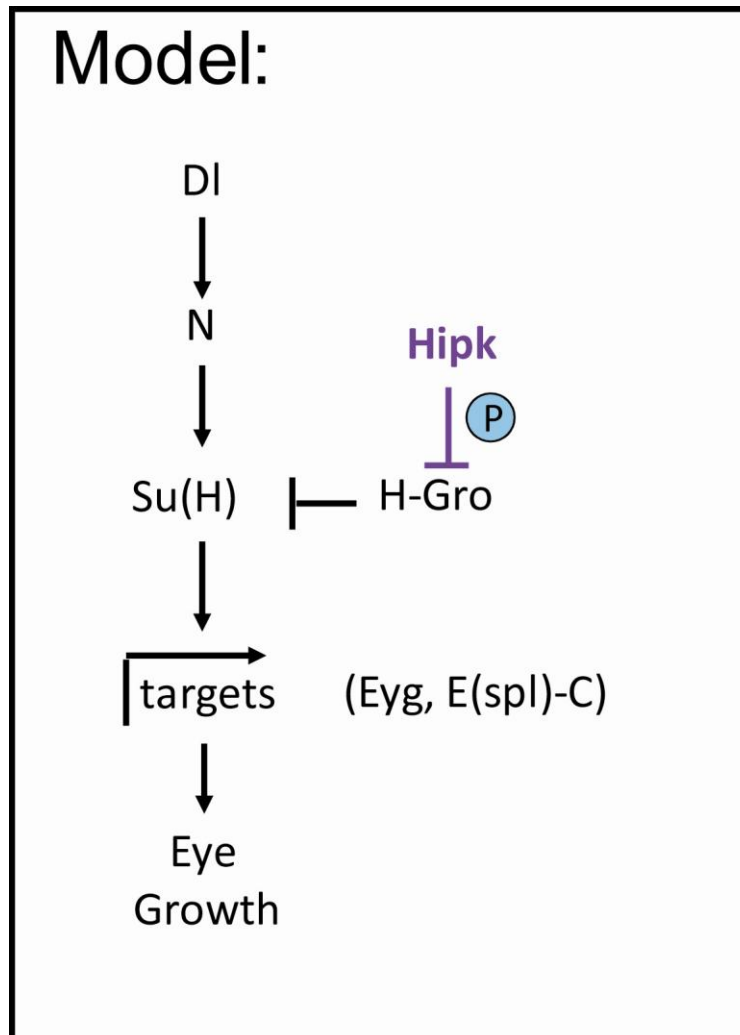 Model:
Dl
N
Hipk
P
Su(H)
H-Gro
targets
(Eyg, E(spl)-C)
Eye
Growth